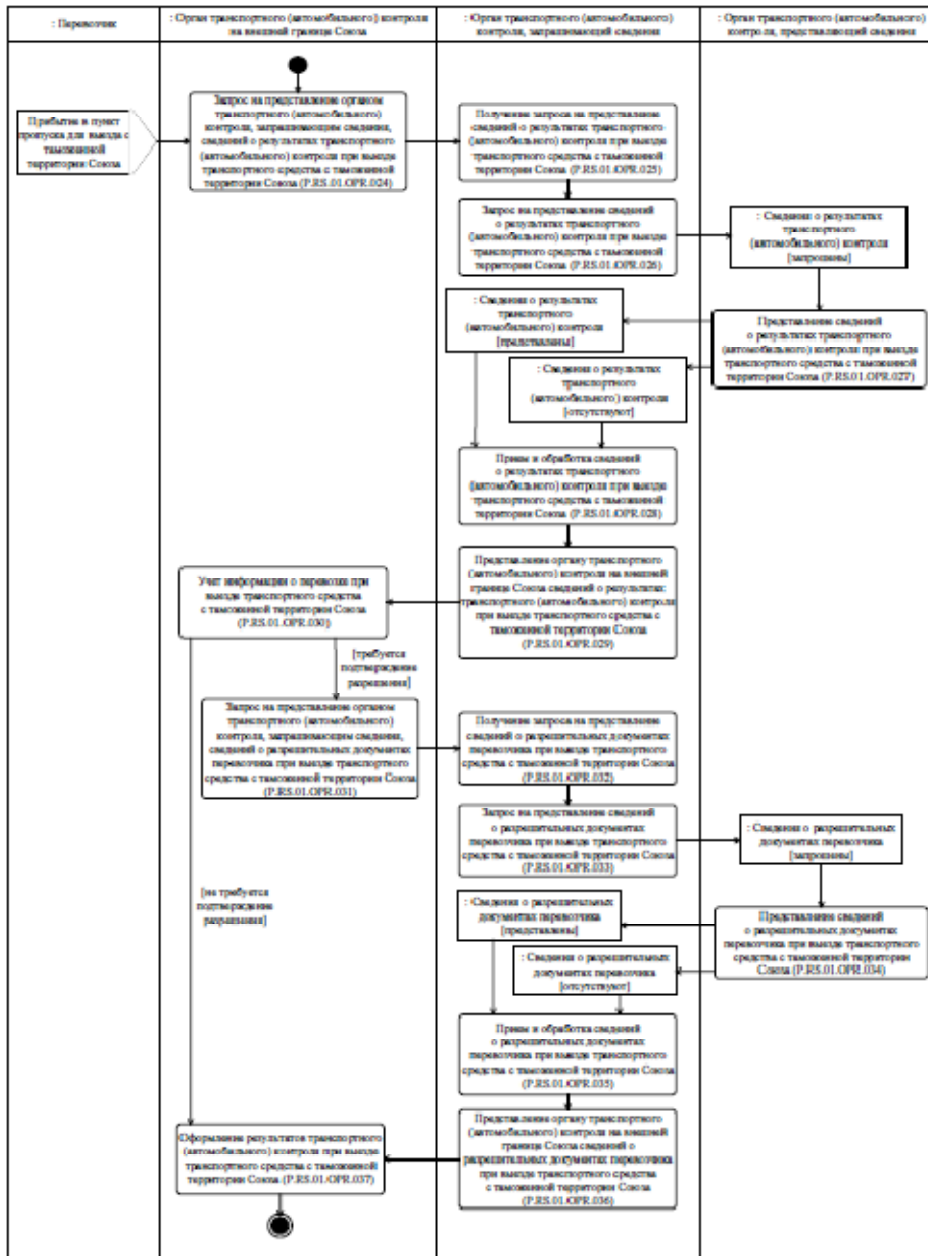 : Перевозчик
: Орган транспортного (автомобильного) контроля
на внешней границе Союза
: Орган транспортного (автомобильного)
контроля, запрашивающий сведения
: Орган транспортного (автомобильного)
контроля, представляющий сведения
Прибытие в пункт
пропуска для выезда с
таможенной
территории Союза
Запрос на представление органом
транспортного (автомобильного)
контроля, запрашивающим сведения,
сведений о результатах транспортного
(автомобильного) контроля при выезде
транспортного средства с таможенной
территории Союза (P.RS.01.OPR.024)
Получение запроса на представление
сведений о результатах транспортного
(автомобильного) контроля при выезде
транспортного средства с таможенной
территории Союза (P.RS.01.OPR.025)
Запрос на представление сведений
о результатах транспортного
(автомобильного) контроля при выезде
транспортного средства с таможенной
территории Союза (P.RS.01.OPR.026)
: Сведения о результатах
транспортного
(автомобильного) контроля
[запрошены]
: Сведения о результатах
транспортного
(автомобильного) контроля
[представлены]
Представление сведений
о результатах транспортного
(автомобильного) контроля при выезде
транспортного средства с таможенной
территории Союза (P.RS.01.OPR.027)
: Сведения о результатах
транспортного
(автомобильного) контроля
[отсутствуют]
Прием и обработка сведений
о результатах транспортного
(автомобильного) контроля при выезде
транспортного средства с таможенной
территории Союза (P.RS.01.OPR.028)
Представление органу транспортного
(автомобильного) контроля на внешней
границе Союза сведений о результатах
транспортного (автомобильного) контроля
при выезде транспортного средства с
таможенной территории Союза
(P.RS.01.OPR.029)
Учет информации о перевозке при
выезде транспортного средства
с таможенной территории Союза
(P.RS.01.OPR.030)
[требуется
подтверждение
разрешения]
Запрос на представление органом
транспортного (автомобильного)
контроля, запрашивающим сведения,
сведений о разрешительных документах
перевозчика при выезде транспортного
средства с таможенной территории Союза
(P.RS.01.OPR.031)
Получение запроса на представление
сведений о разрешительных документах
перевозчика при выезде транспортного
средства с таможенной территории Союза
(P.RS.01.OPR.032)
Запрос на представление сведений
о разрешительных документах
перевозчика при выезде транспортного
средства с таможенной территории Союза
(P.RS.01.OPR.033)
: Сведения о разрешительных
документах перевозчика
[запрошены]
[не требуется
подтверждение
разрешения]
: Сведения о разрешительных
документах перевозчика
[представлены]
Представление сведений
о разрешительных документах
перевозчика при выезде транспортного
средства с таможенной территории
Союза (P.RS.01.OPR.034)
: Сведения о разрешительных
документах перевозчика
[отсутствуют]
Прием и обработка сведений
о разрешительных документах
перевозчика при выезде транспортного
средства с таможенной территории Союза
(P.RS.01.OPR.035)
Представление органу транспортного
(автомобильного) контроля на внешней
границе Союза сведений о
разрешительных документах перевозчика
при выезде транспортного средства
с таможенной территории Союза
(P.RS.01.OPR.036)
Оформление результатов транспортного
(автомобильного) контроля при выезде
транспортного средства с таможенной
территории Союза (P.RS.01.OPR.037)